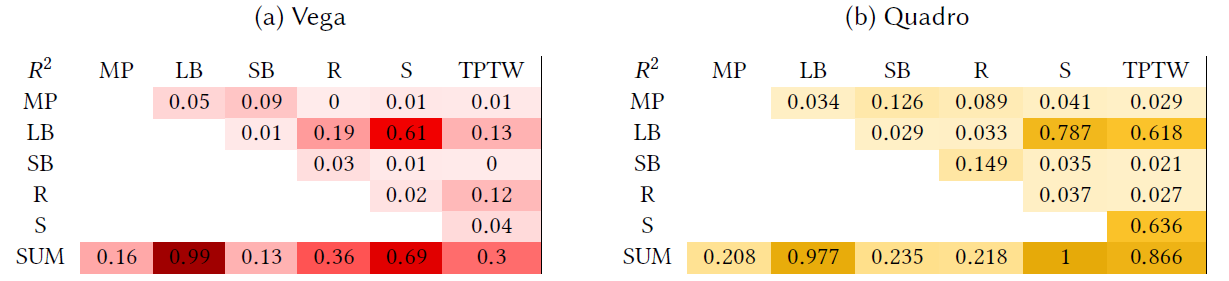 (a) Vega
R² MP LB SB R S TPTW
MP 0.05 0.09 0 0.01 0.01
LB 0.01 0.19 0.61 0.13
SB 0.03 0.01 0
R 0.02 0.12
S 0.04
SUM 0.16 0.99 0.13 0.36 0.69 0.3
(b) Quadro
R² MP LB SB R S TPTW
MP 0.034 0.126 0.089 0.041 0.029
LB 0.029 0.033 0.787 0.618
SB 0.149 0.035 0.021
R 0.037 0.027
S 0.636
SUM 0.208 0.977 0.235 0.218 1 0.866